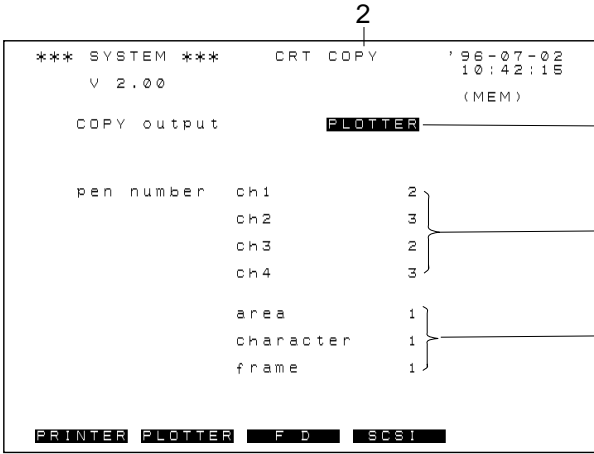 2
*** SYSTEM *** CRT COPY '96-07-02
10:42:15
V 2.00
(MEM)
COPY output PLOTTER
pen number ch1 2
ch2 3
ch3 2
ch4 3
area 1
character 1
frame 1
PRINTER PLOTTER F D SCSI